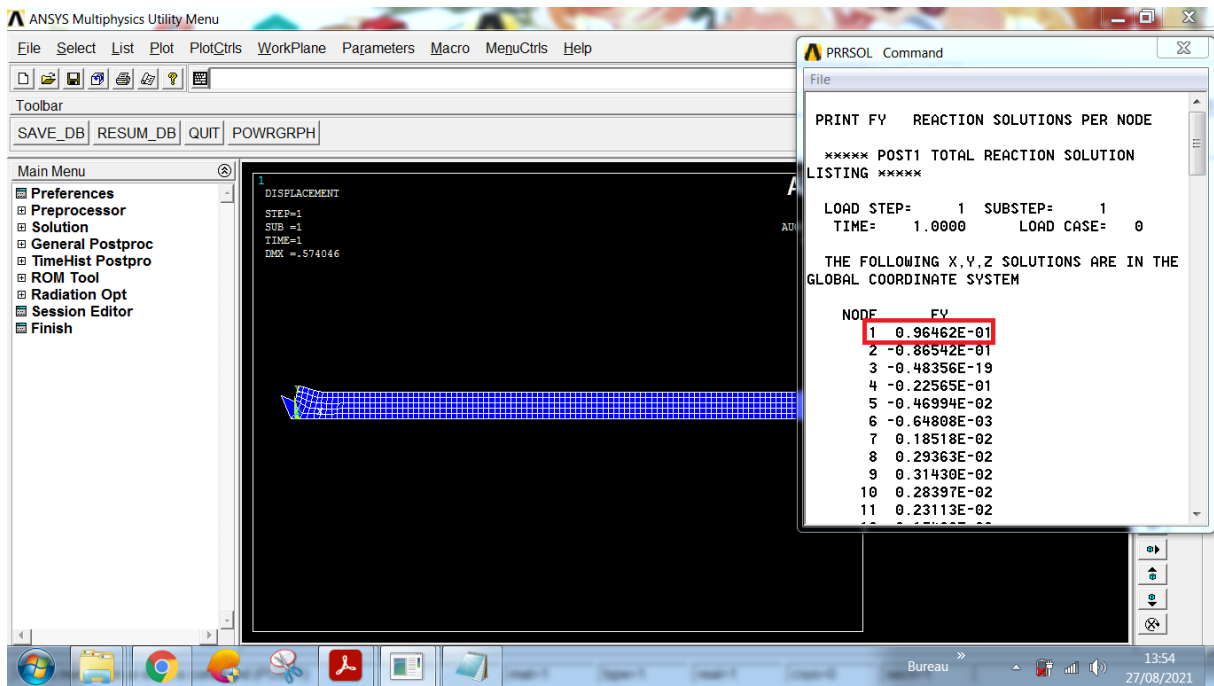 ANSYS Multiphysics Utility Menu
File Select List Plot PlotCtrls WorkPlane Parameters Macro MenuCtrls Help
Toolbar
SAVE_DB RESUM_DB QUIT POWRGRPH
Main Menu
Preferences
Preprocessor
Solution
General Postproc
TimeHist Postpro
ROM Tool
Radiation Opt
Session Editor
Finish
1
DISPLACEMENT
STEP=1
SUB =1
TIME=1
DMX =.574046
PRRSOL Command
File
PRINT FY REACTION SOLUTIONS PER NODE
***** POST1 TOTAL REACTION SOLUTION
LISTING *****
LOAD STEP= 1 SUBSTEP= 1
TIME= 1.0000 LOAD CASE= 0
THE FOLLOWING X,Y,Z SOLUTIONS ARE IN THE
GLOBAL COORDINATE SYSTEM
NODE FY
1 0.96462E-01
2 -0.86542E-01
3 -0.48356E-19
4 -0.22565E-01
5 -0.46994E-02
6 -0.64808E-03
7 0.18518E-02
8 0.29363E-02
9 0.31430E-02
10 0.28397E-02
11 0.23113E-02
Bureau
13:54
27/08/2021